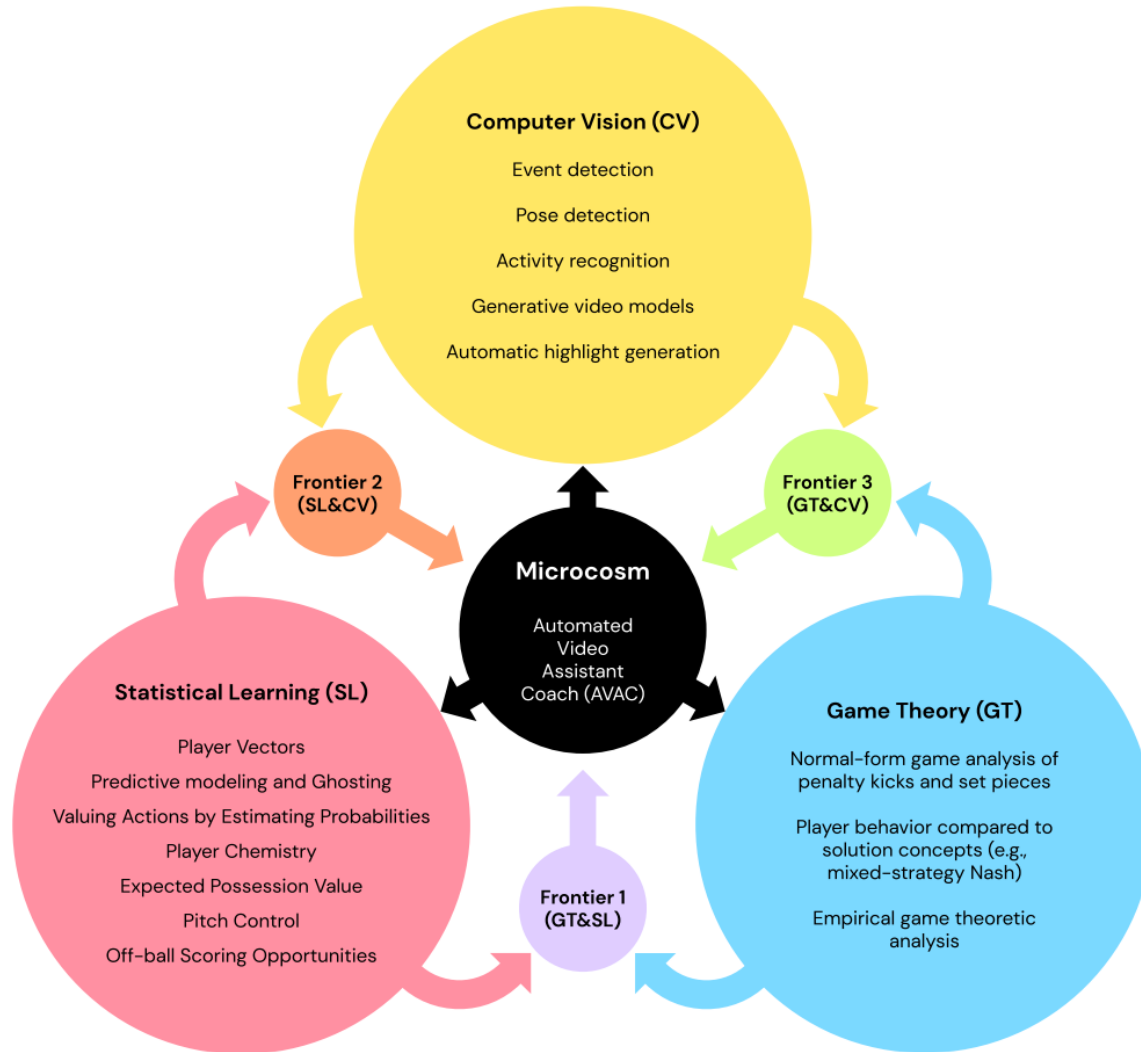 Computer Vision (CV)
Event detection
Pose detection
Activity recognition
Generative video models
Automatic highlight generation
Frontier 2
(SL&CV)
Frontier 3
(GT&CV)
Microcosm
Automated
Video
Assistant
Coach (AVAC)
Statistical Learning (SL)
Player Vectors
Predictive modeling and Ghosting
Valuing Actions by Estimating Probabilities
Player Chemistry
Expected Possession Value
Pitch Control
Off-ball Scoring Opportunities
Game Theory (GT)
Normal-form game analysis of
penalty kicks and set pieces
Player behavior compared to
solution concepts (e.g.,
mixed-strategy Nash)
Empirical game theoretic
analysis
Frontier 1
(GT&SL)